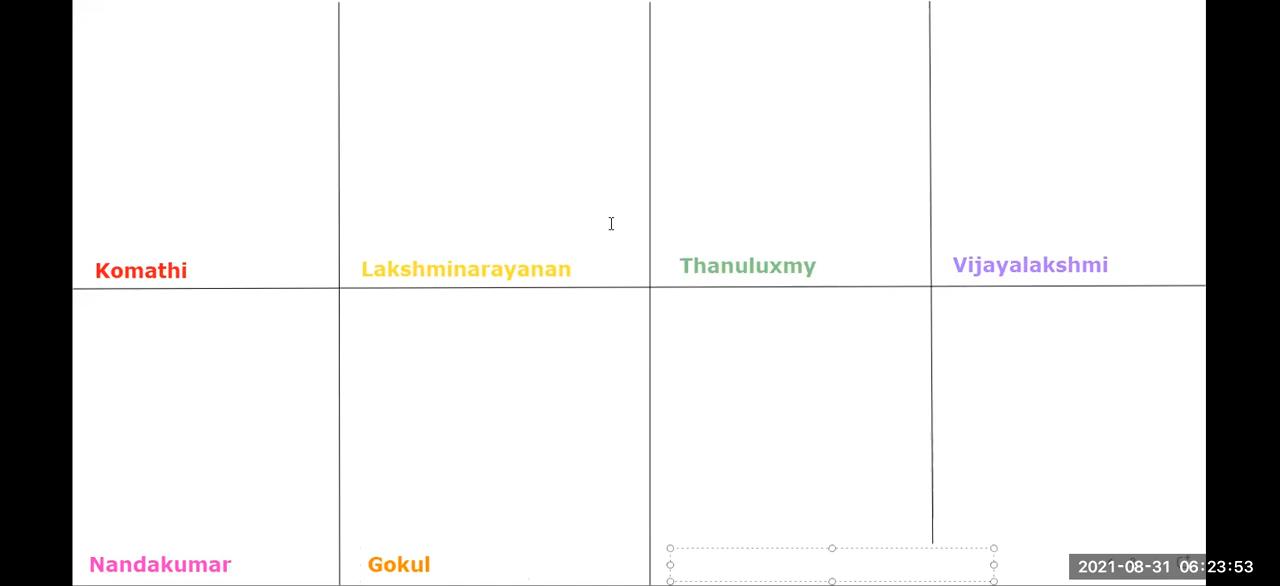 Komathi
Lakshminarayanan
Thanuluxmy
Vijayalakshmi
Nandakumar
Gokul
2021-08-31 06:23:53